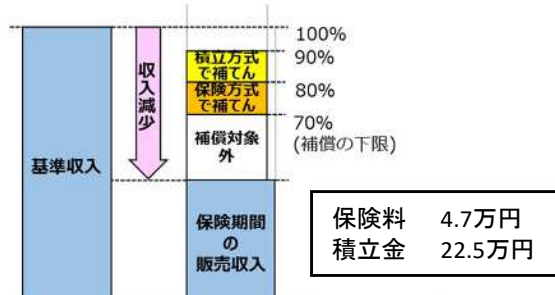 基準収入
収入減少
積立方式
で補てん
保険方式
で補てん
補償対象
外
保険期間
の
販売収入
100%
90%
80%
70%
(補償の下限)
保険料 4.7万円
積立金 22.5万円